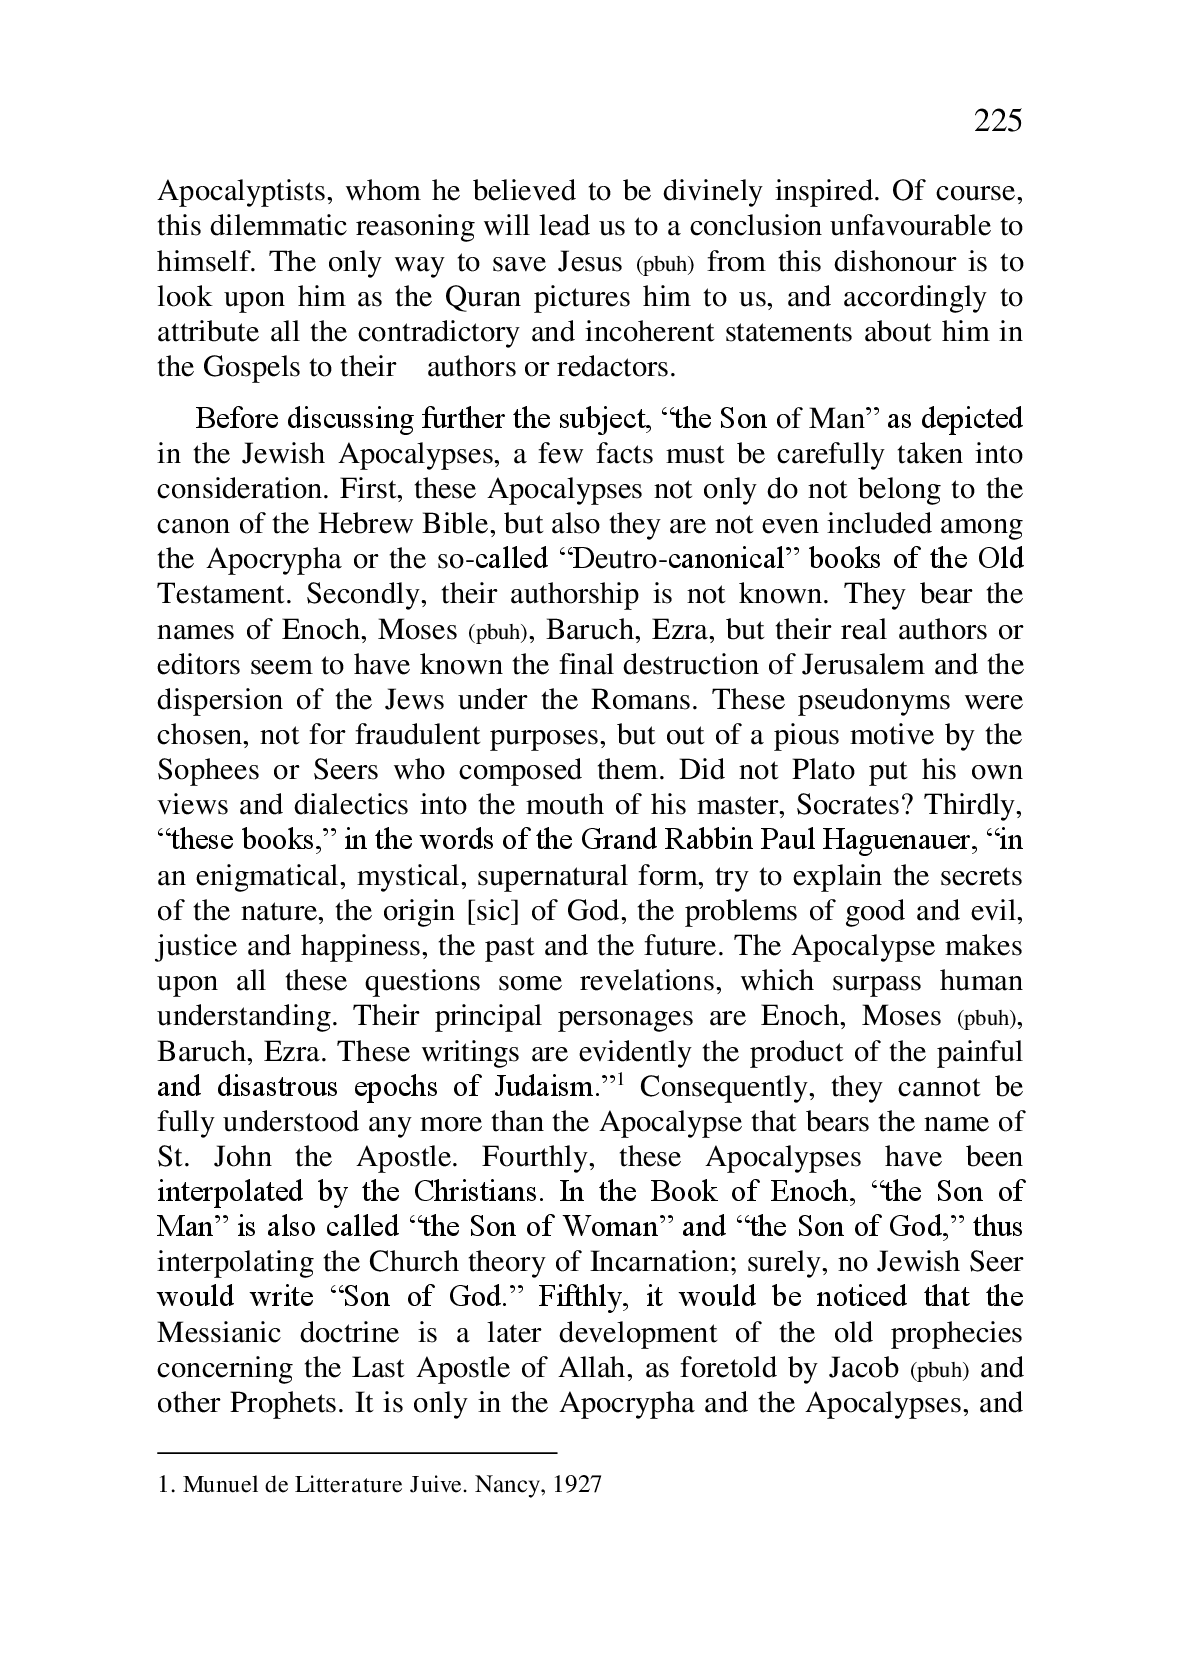 225
Apocalyptists, whom he believed to be divinely inspired. Of course,
this dilemmatic reasoning will lead us to a conclusion unfavourable to
himself. The only way to save Jesus (pbuh) from this dishonour is to
look upon him as the Quran pictures him to us, and accordingly to
attribute all the contradictory and incoherent statements about him in
the Gospels to their authors or redactors.
Before discussing further the subject, “the Son of Man” as depicted
in the Jewish Apocalypses, a few facts must be carefully taken into
consideration. First, these Apocalypses not only do not belong to the
canon of the Hebrew Bible, but also they are not even included among
the Apocrypha or the so-called “Deutro-canonical” books of the Old
Testament. Secondly, their authorship is not known. They bear the
names of Enoch, Moses (pbuh), Baruch, Ezra, but their real authors or
editors seem to have known the final destruction of Jerusalem and the
dispersion of the Jews under the Romans. These pseudonyms were
chosen, not for fraudulent purposes, but out of a pious motive by the
Sophees or Seers who composed them. Did not Plato put his own
views and dialectics into the mouth of his master, Socrates? Thirdly,
“these books,” in the words of the Grand Rabbin Paul Haguenauer, “in
an enigmatical, mystical, supernatural form, try to explain the secrets
of the nature, the origin [sic] of God, the problems of good and evil,
justice and happiness, the past and the future. The Apocalypse makes
upon all these questions some revelations, which surpass human
understanding. Their principal personages are Enoch, Moses (pbuh),
Baruch, Ezra. These writings are evidently the product of the painful
and disastrous epochs of Judaism.”1 Consequently, they cannot be
fully understood any more than the Apocalypse that bears the name of
St. John the Apostle. Fourthly, these Apocalypses have been
interpolated by the Christians. In the Book of Enoch, “the Son of
Man” is also called “the Son of Woman” and “the Son of God,” thus
interpolating the Church theory of Incarnation; surely, no Jewish Seer
would write “Son of God.” Fifthly, it would be noticed that the
Messianic doctrine is a later development of the old prophecies
concerning the Last Apostle of Allah, as foretold by Jacob (pbuh) and
other Prophets. It is only in the Apocrypha and the Apocalypses, and
1. Munuel de Litterature Juive. Nancy, 1927